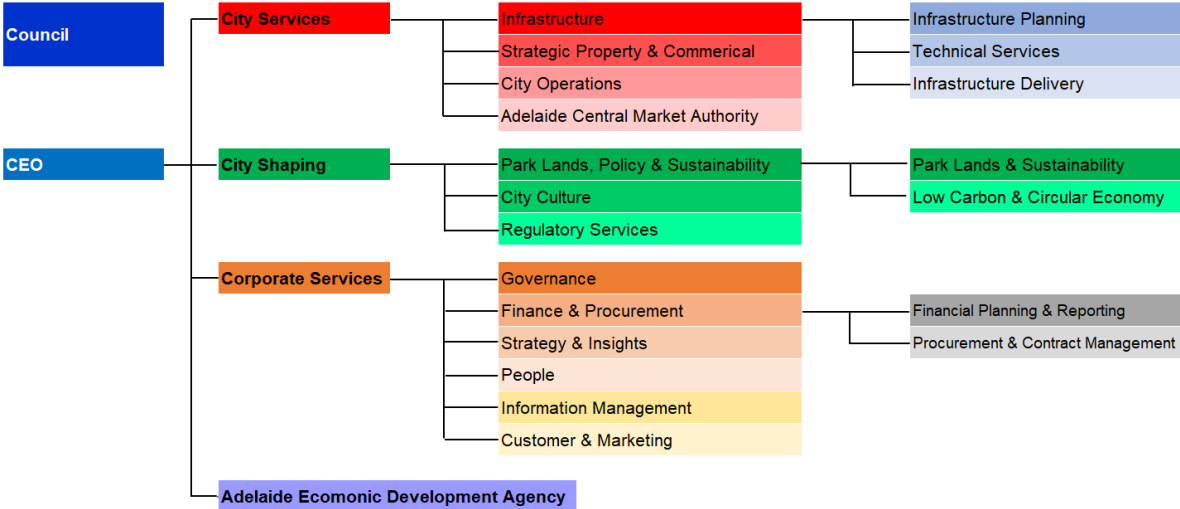 Council
City Services
Infrastructure
Infrastructure Planning
Strategic Property & Commerical
Technical Services
City Operations
Infrastructure Delivery
Adelaide Central Market Authority
CEO
City Shaping
Park Lands, Policy & Sustainability
Park Lands & Sustainability
City Culture
Low Carbon & Circular Economy
Regulatory Services
Corporate Services
Governance
Finance & Procurement
Financial Planning & Reporting
Strategy & Insights
Procurement & Contract Management
People
Information Management
Customer & Marketing
Adelaide Ecomonic Development Agency